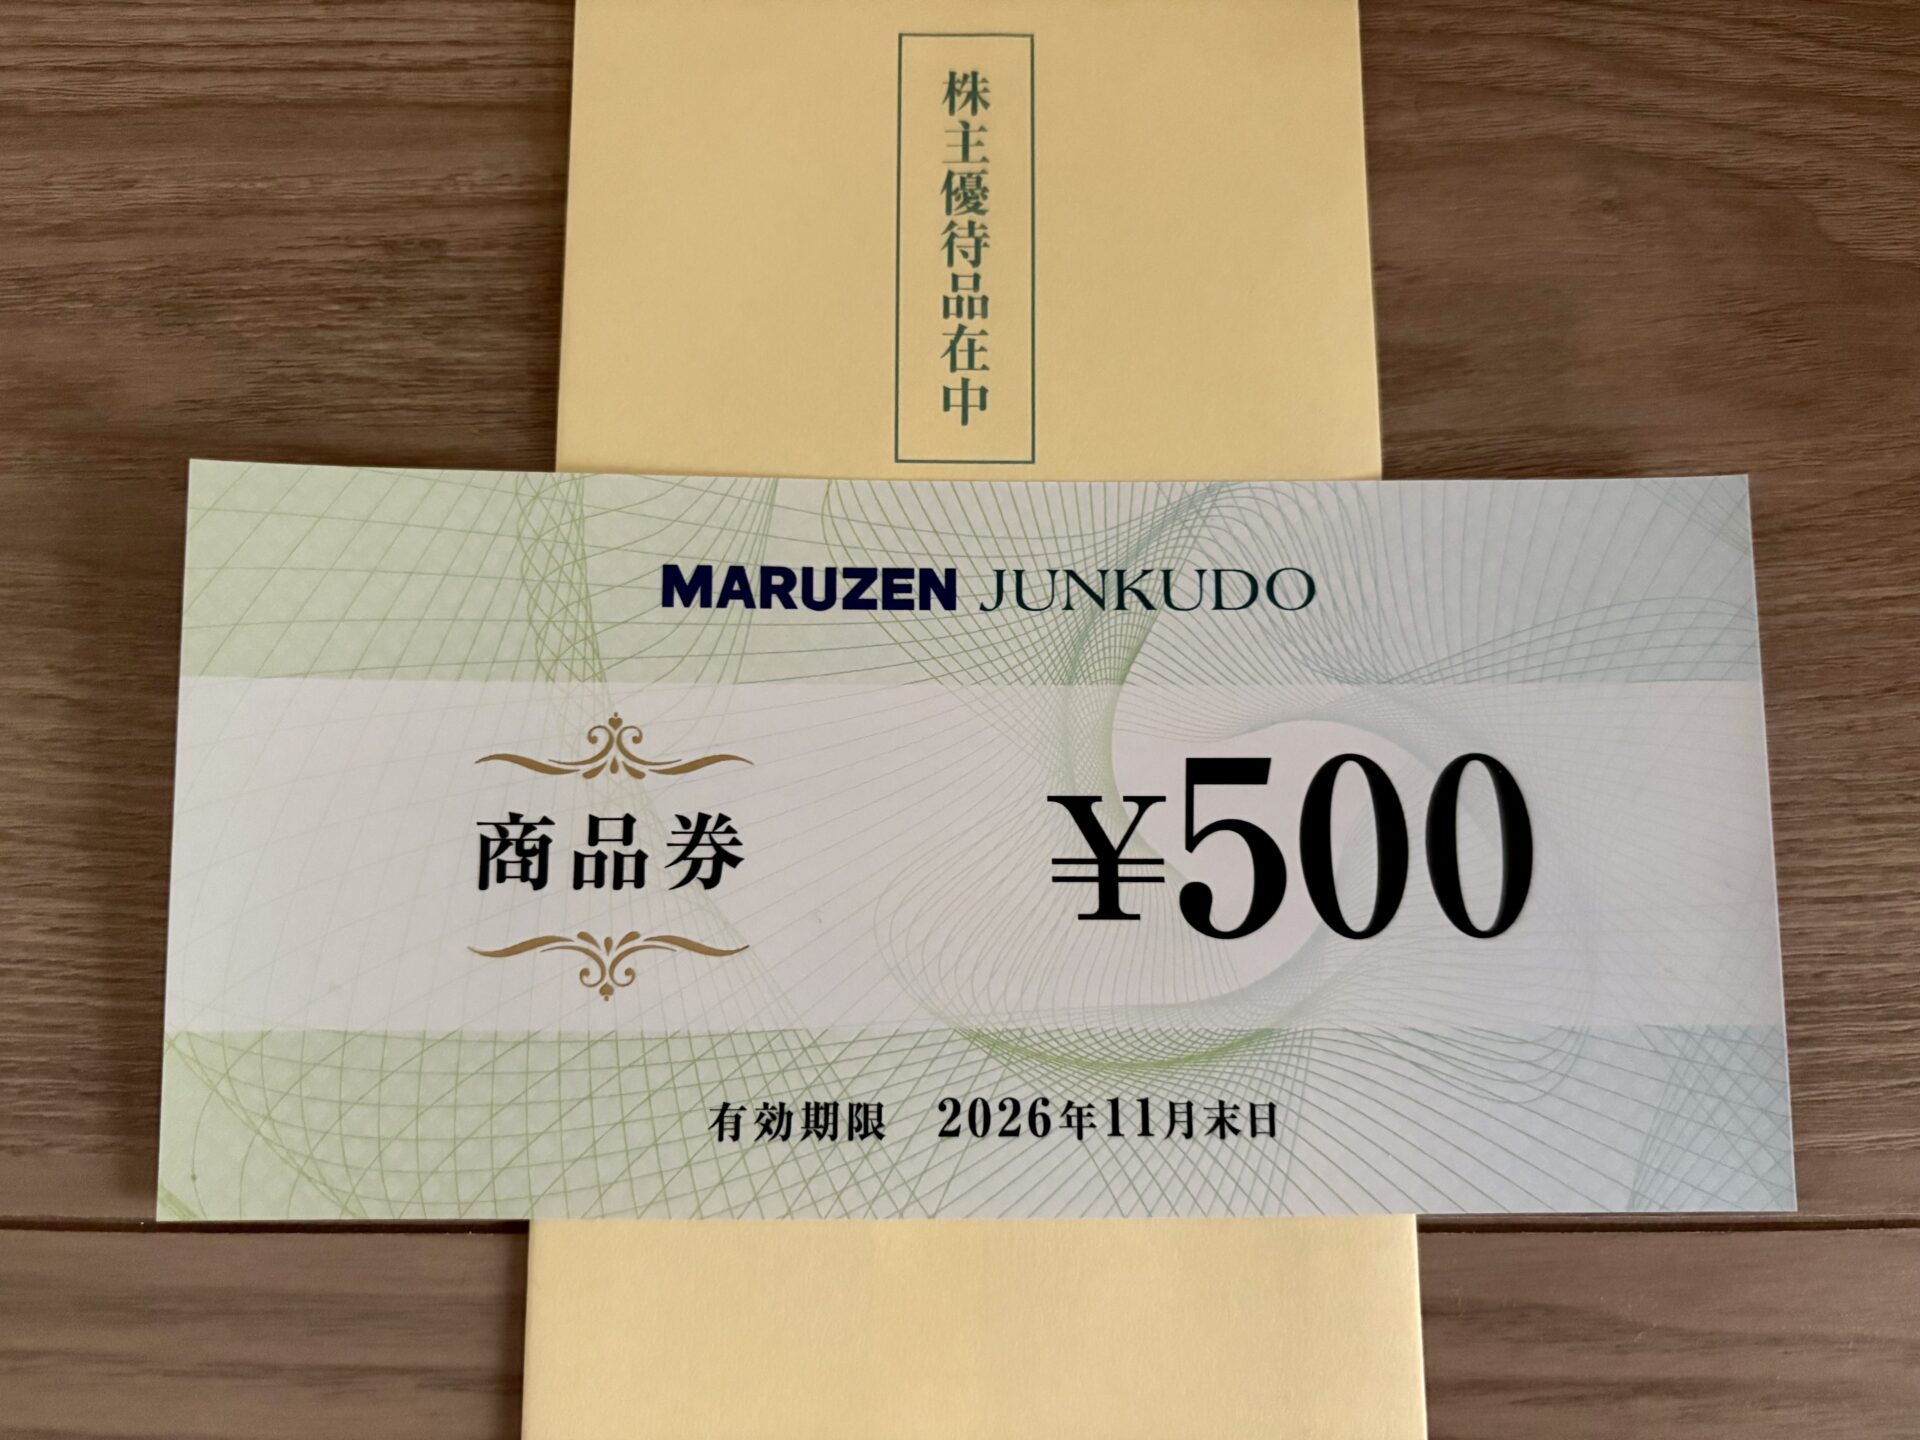 株主優待品在中
MARUZEN JUNKUDO
商品券
¥500
有効期限 2026年11月末日